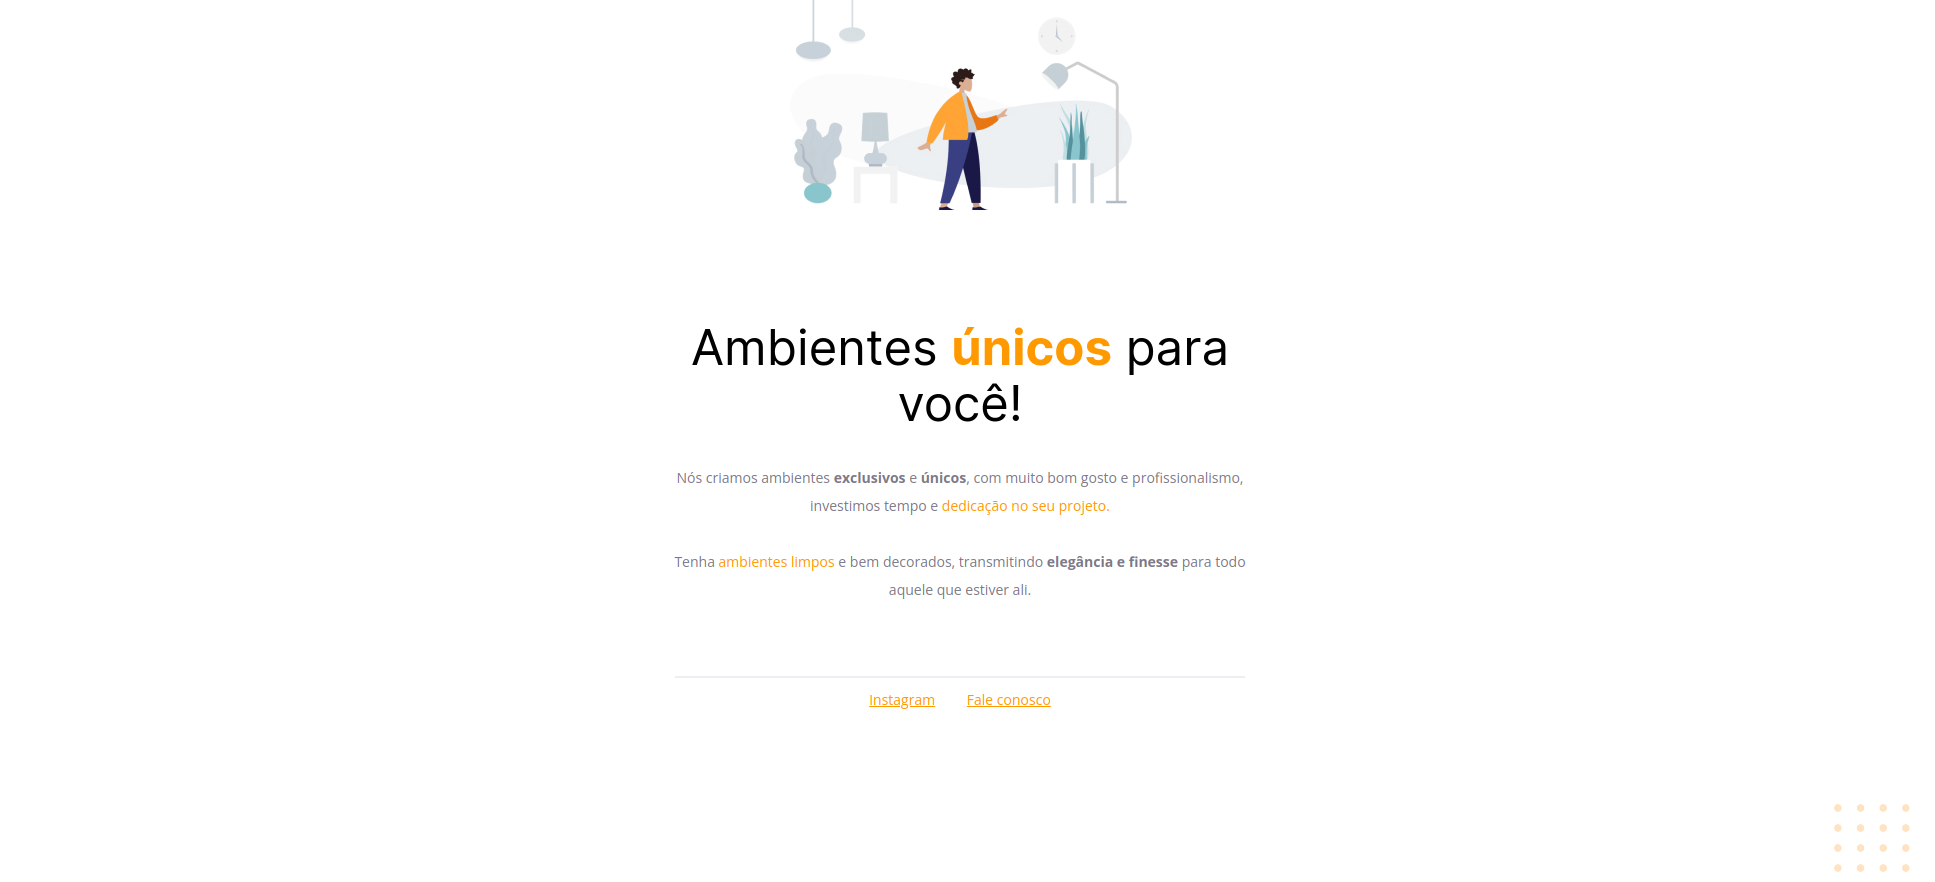 Ambientes únicos para
você!
Nós criamos ambientes exclusivos e únicos, com muito bom gosto e profissionalismo,
investimos tempo e dedicação no seu projeto.
Tenha ambientes limpos e bem decorados, transmitindo elegância e finesse para todo
aquele que estiver ali.
Instagram Fale conosco